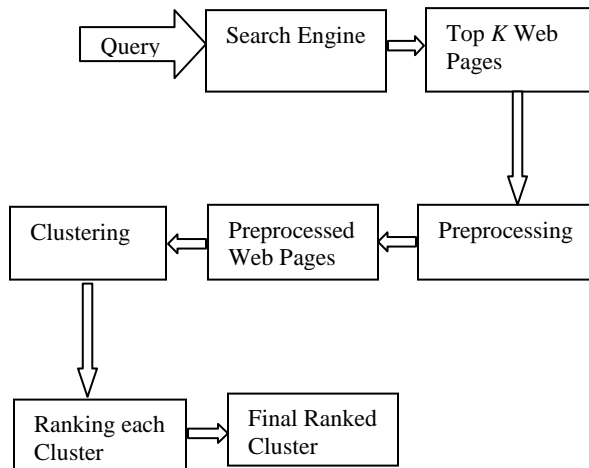 Query
Search Engine
Top K Web
Pages
Clustering
Preprocessed
Web Pages
Preprocessing
Ranking each
Cluster
Final Ranked
Cluster